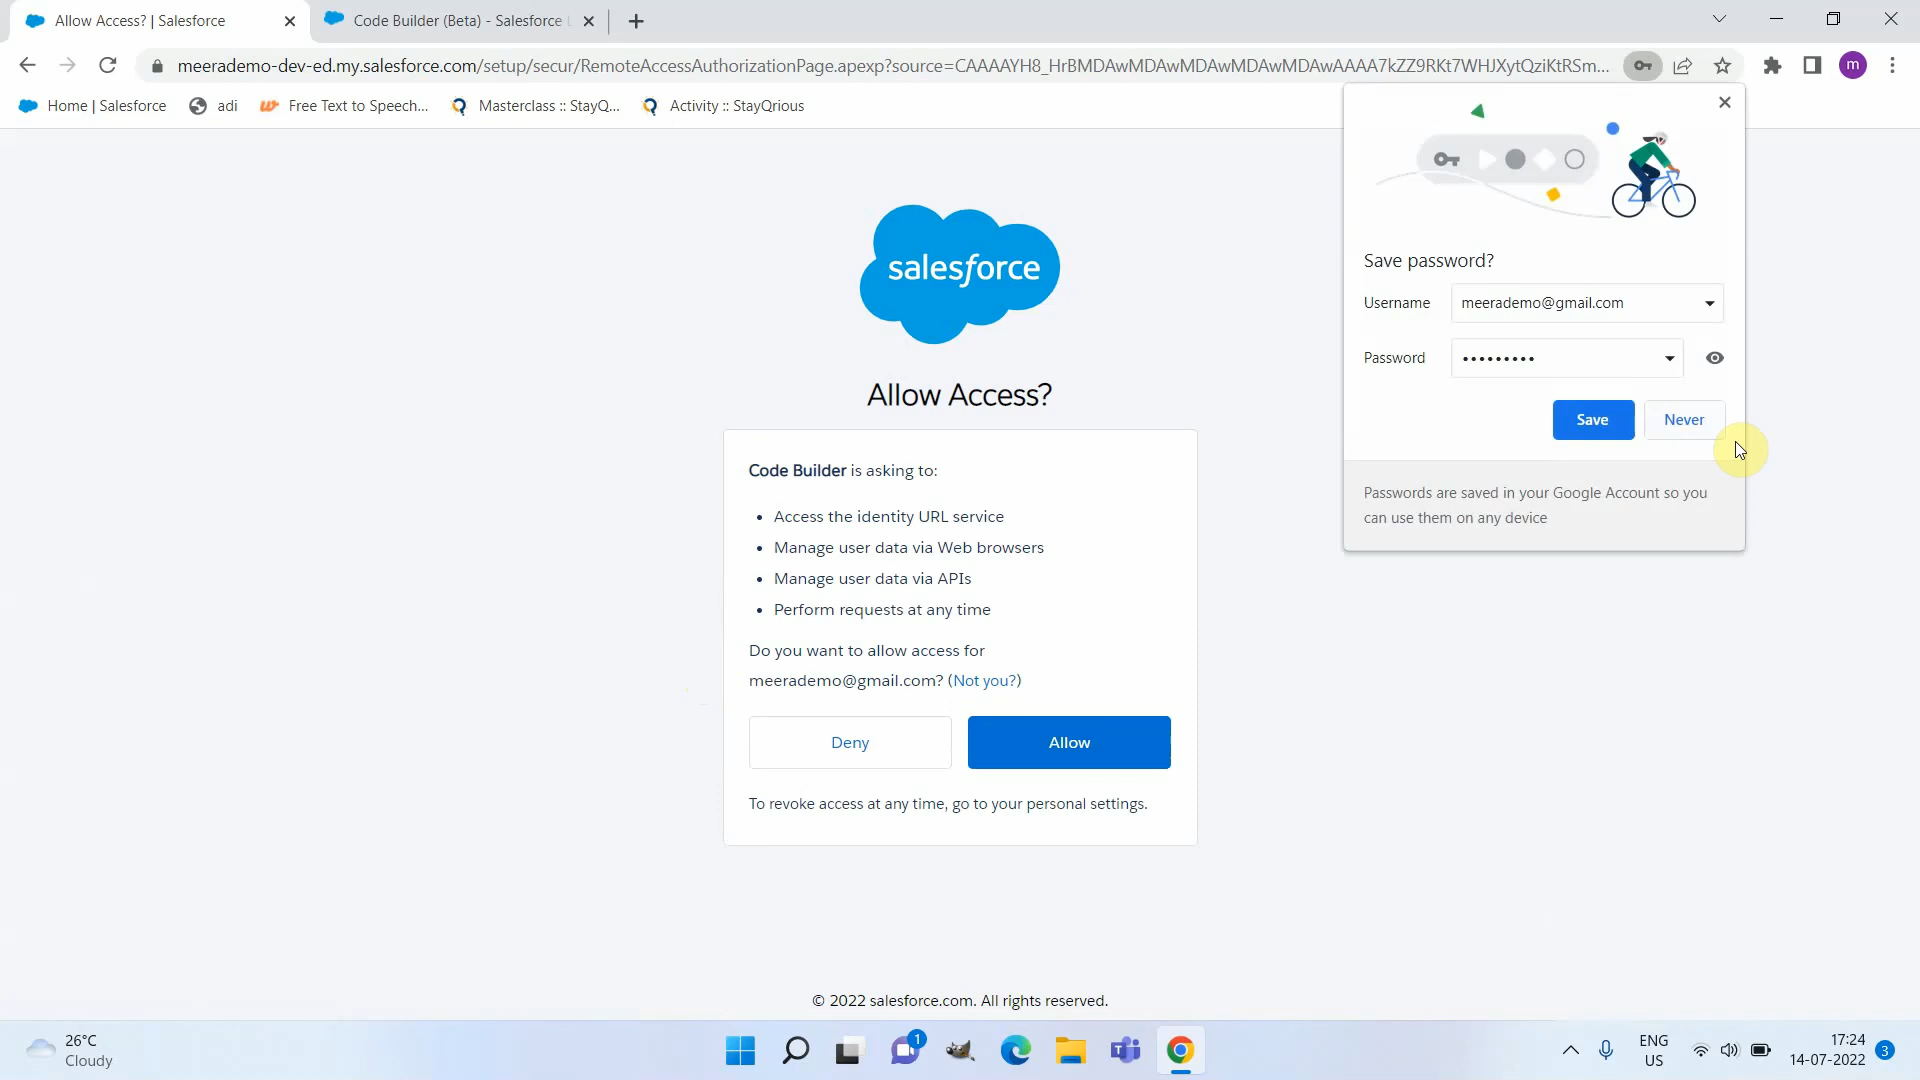 Allow Access? | Salesforce
Code Builder (Beta) - Salesforce
meerademo-dev-ed.my.salesforce.com/setup/secur/RemoteAccessAuthorizationPage.apexp?source=CAAAAYH8_HrBMDAwMDAwMDAwMDAwMDAwAAAA7kZZ9RKt7WHJXytQziKtRSm...
m
Home | Salesforce
adi
Free Text to Speech...
Masterclass :: StayQ...
Activity :: StayQrious
Save password?
Username
meerademo@gmail.com
Password
•••••••••
Save
Never
Passwords are saved in your Google Account so you
can use them on any device
salesforce
Allow Access?
Code Builder is asking to:
• Access the identity URL service
• Manage user data via Web browsers
• Manage user data via APIs
• Perform requests at any time
Do you want to allow access for
meerademo@gmail.com? (Not you?)
Deny
Allow
To revoke access at any time, go to your personal settings.
© 2022 salesforce.com. All rights reserved.
26°C
Cloudy
1
ENG
US
17:24
14-07-2022
3